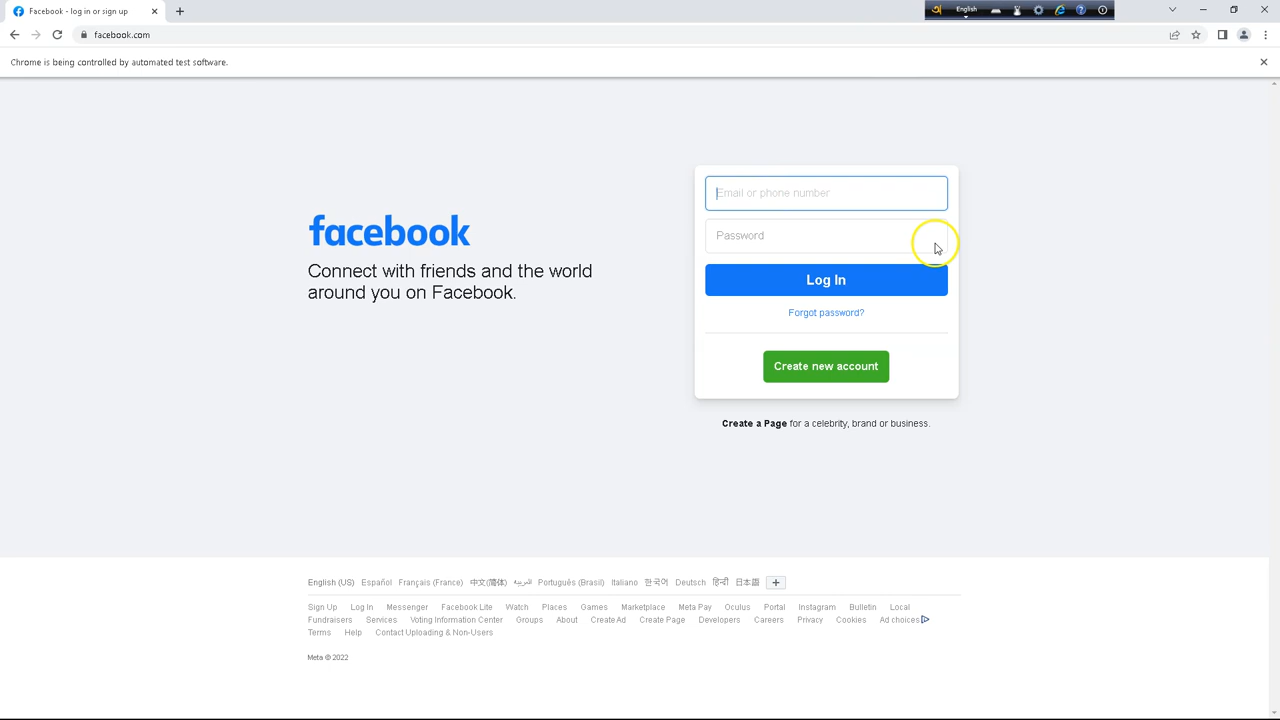 Facebook - log in or sign up
English
facebook.com
Chrome is being controlled by automated test software.
Email or phone number
Password
facebook
Connect with friends and the world
around you on Facebook.
Log In
Forgot password?
Create new account
Create a Page for a celebrity, brand or business.
English (US) Español Français (France) 中文(简体) العربية Português (Brasil) Italiano 한국어 Deutsch हिन्दी 日本語 +
Sign Up Log In Messenger Facebook Lite Watch Places Games Marketplace Meta Pay Oculus Portal Instagram Bulletin Local
Fundraisers Services Voting Information Center Groups About Create Ad Create Page Developers Careers Privacy Cookies Ad choices
Terms Help Contact Uploading & Non-Users
Meta © 2022